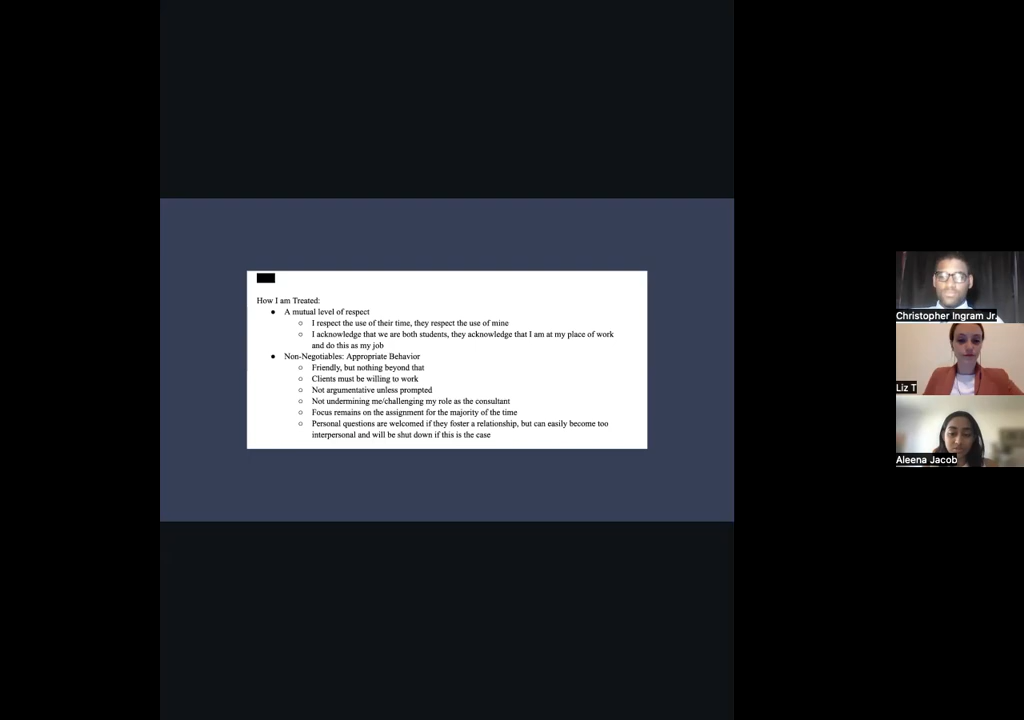 How I am Treated:
● A mutual level of respect
○ I respect the use of their time, they respect the use of mine
○ I acknowledge that we are both students, they acknowledge that I am at my place of work
and do this as my job
● Non-Negotiables: Appropriate Behavior
○ Friendly, but nothing beyond that
○ Clients must be willing to work
○ Not argumentative unless prompted
○ Not undermining me/challenging my role as the consultant
○ Focus remains on the assignment for the majority of the time
○ Personal questions are welcomed if they foster a relationship, but can easily become too
interpersonal and will be shut down if this is the case
Christopher Ingram Jr.
Liz T
Aleena Jacob